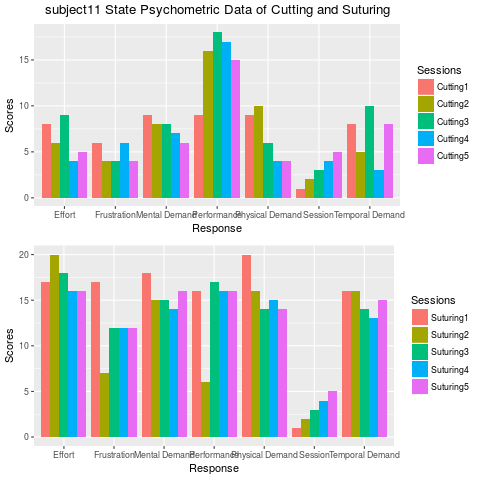 subject11 State Psychometric Data of Cutting and Suturing
Scores
15
10
5
0
Effort Frustration Mental Demand Performance Physical Demand Session Temporal Demand
Response
Sessions
Cutting1
Cutting2
Cutting3
Cutting4
Cutting5
Scores
20
15
10
5
0
Effort Frustration Mental Demand Performance Physical Demand Session Temporal Demand
Response
Sessions
Suturing1
Suturing2
Suturing3
Suturing4
Suturing5